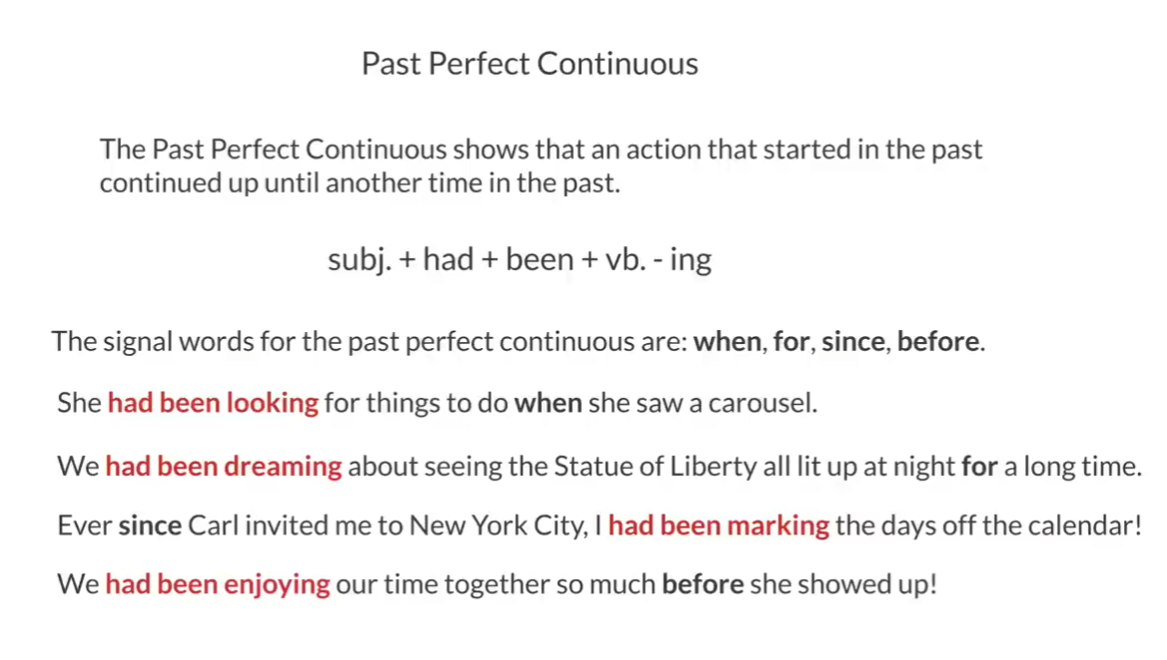 Past Perfect Continuous
The Past Perfect Continuous shows that an action that started in the past
continued up until another time in the past.
subj. + had + been + vb. - ing
The signal words for the past perfect continuous are: when, for, since, before.
She had been looking for things to do when she saw a carousel.
We had been dreaming about seeing the Statue of Liberty all lit up at night for a long time.
Ever since Carl invited me to New York City, I had been marking the days off the calendar!
We had been enjoying our time together so much before she showed up!